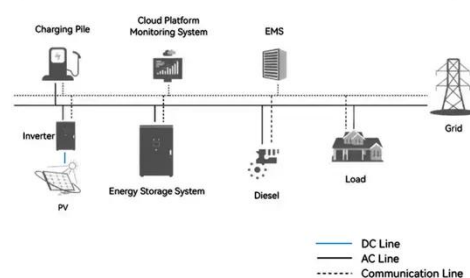 Charging Pile
Cloud Platform
Monitoring System
EMS
Grid
Inverter
PV
Energy Storage System
Diesel
Load
DC Line
AC Line
Communication Line